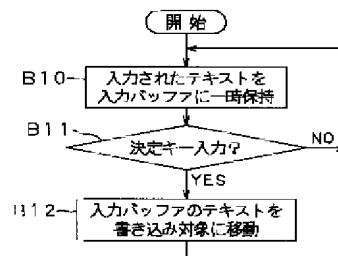 開始
B10
入力されたテキストを
入力バッファに一時保持
B11
決定キー入力?
NO
YES
B12
入力バッファのテキストを
書き込み対象に移動